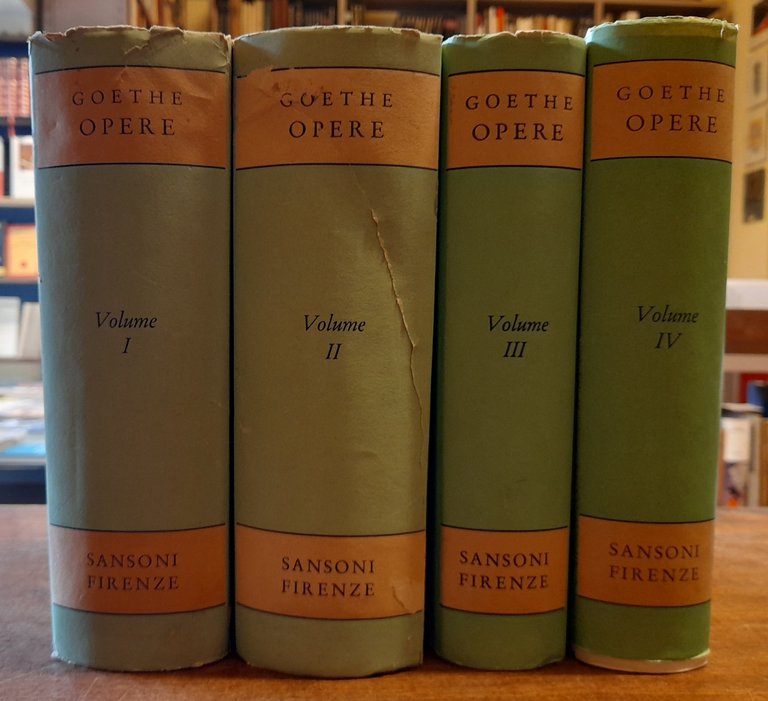 GOETHE
OPERE
Volume
I
SANSONI
FIRENZE
GOETHE
OPERE
Volume
II
SANSONI
FIRENZE
GOETHE
OPERE
Volume
III
SANSONI
FIRENZE
GOETHE
OPERE
Volume
IV
SANSONI
FIRENZE